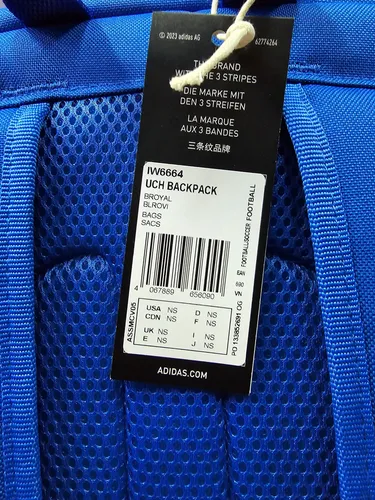 © 2023 adidas AG
62774264
THE BRAND
WITH THE 3 STRIPES
DIE MARKE MIT
DEN 3 STREIFEN
LA MARQUE
AUX 3 BANDES
三条纹品牌
IW6664
UCH BACKPACK
BROYAL
BLROVI
BAGS
SACS
FOOTBALL/SOCCER FOOTBALL
EAN
690
VN
4 067889 656090
ASSMCV05
USA NS D NS
CDN NS F NS
UK NS I NS
E NS J NS
PO 133852691 OG
ADIDAS.COM